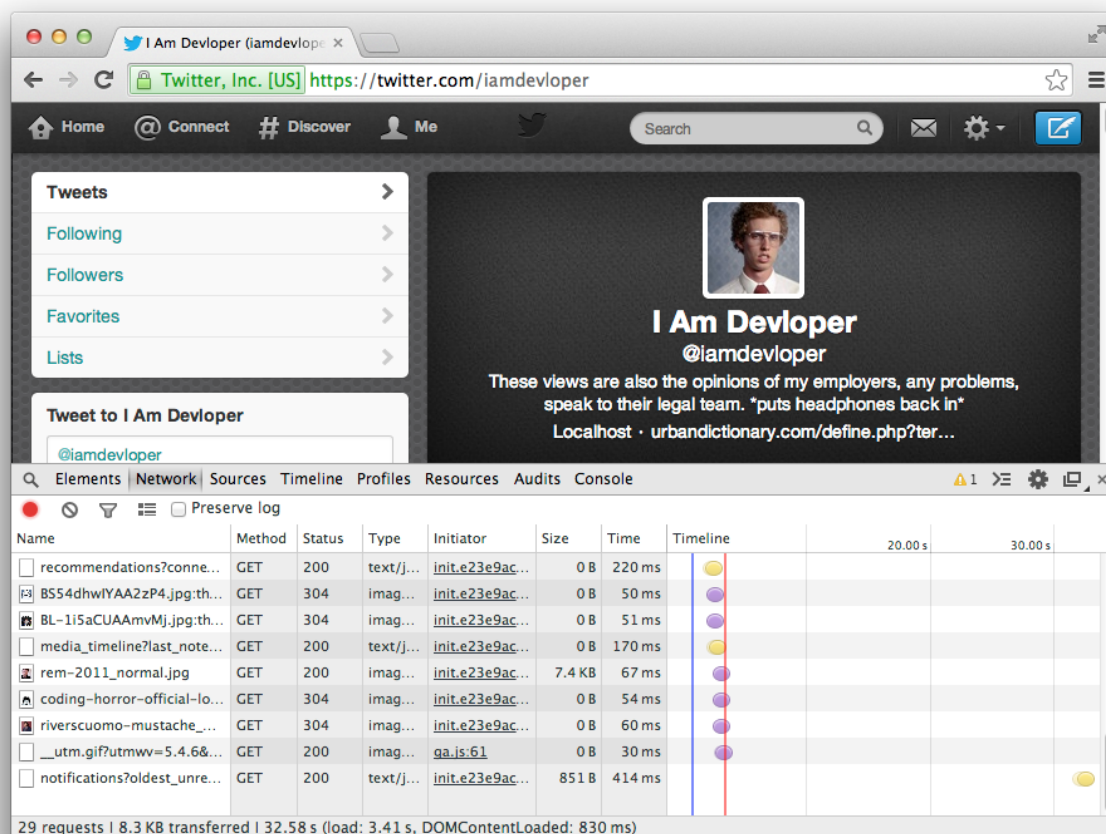 I Am Devloper (iamdevlope
Twitter, Inc. [US] https://twitter.com/iamdevloper
Home Connect Discover Me Search
Tweets
Following
Followers
Favorites
Lists
Tweet to I Am Devloper
@iamdevloper
I Am Devloper
@iamdevloper
These views are also the opinions of my employers, any problems,
speak to their legal team. *puts headphones back in*
Localhost · urbandictionary.com/define.php?ter...
Elements Network Sources Timeline Profiles Resources Audits Console 1
Preserve log
Name Method Status Type Initiator Size Time Timeline 20.00 s 30.00 s
recommendations?conne... GET 200 text/j... init.e23e9ac... 0 B 220 ms
BS54dhwIYAA2zP4.jpg:th... GET 304 imag... init.e23e9ac... 0 B 50 ms
BL-1i5aCUAAmvMj.jpg:th... GET 304 imag... init.e23e9ac... 0 B 51 ms
media_timeline?last_note... GET 200 text/j... init.e23e9ac... 0 B 170 ms
rem-2011_normal.jpg GET 200 imag... init.e23e9ac... 7.4 KB 67 ms
coding-horror-official-lo... GET 304 imag... init.e23e9ac... 0 B 54 ms
riverscuomo-mustache_... GET 304 imag... init.e23e9ac... 0 B 60 ms
__utm.gif?utmwv=5.4.6&... GET 200 imag... ga.js:61 0 B 30 ms
notifications?oldest_unre... GET 200 text/j... init.e23e9ac... 851 B 414 ms
29 requests | 8.3 KB transferred | 32.58 s (load: 3.41 s, DOMContentLoaded: 830 ms)